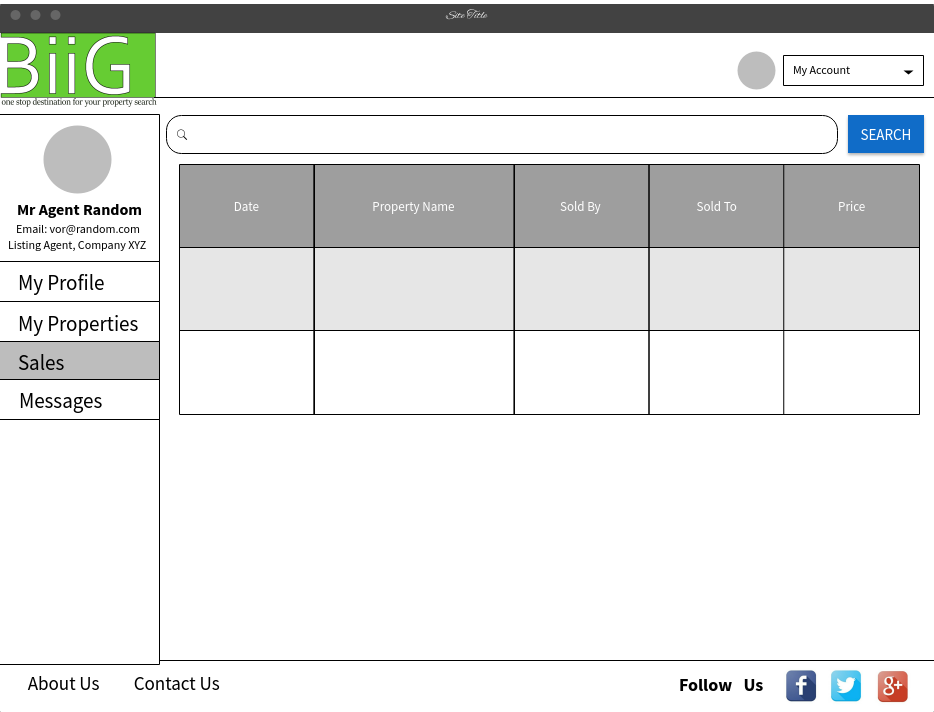 Site Title
BiiG
one stop destination for your property search
My Account
SEARCH
Mr Agent Random
Email: vor@random.com
Listing Agent, Company XYZ
My Profile
My Properties
Sales
Messages
Date Property Name Sold By Sold To Price
About Us Contact Us Follow Us f g+